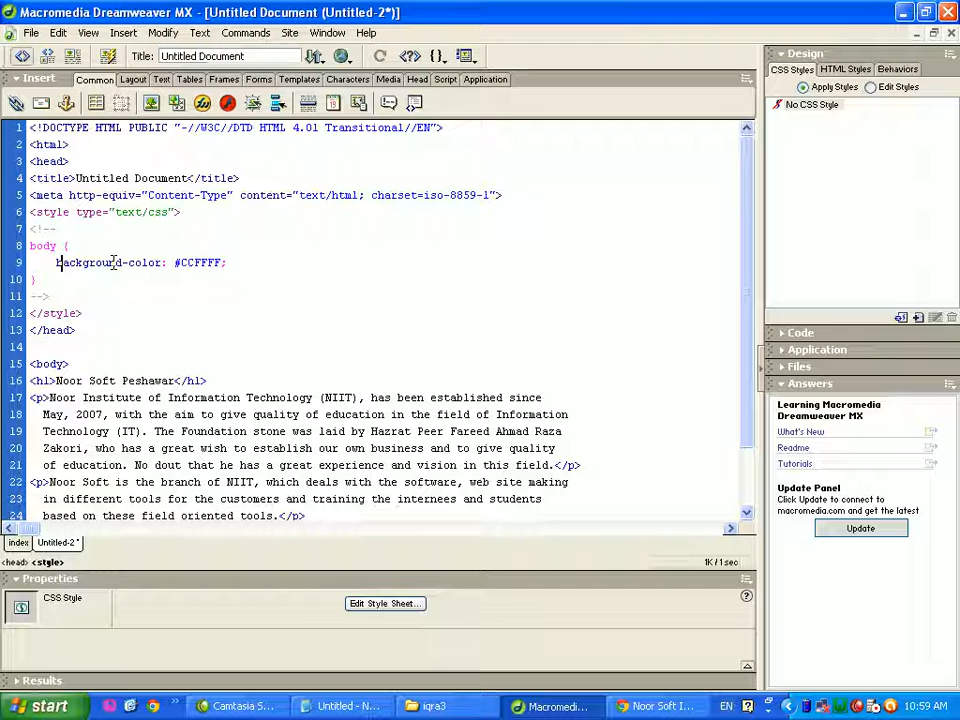 Macromedia Dreamweaver MX - [Untitled Document (Untitled-2*)]
File Edit View Insert Modify Text Commands Site Window Help
Title: Untitled Document
Insert Common Layout Text Tables Frames Forms Templates Characters Media Head Script Application
1 <!DOCTYPE HTML PUBLIC "-//W3C//DTD HTML 4.01 Transitional//EN">
2 <html>
3 <head>
4 <title>Untitled Document</title>
5 <meta http-equiv="Content-Type" content="text/html; charset=iso-8859-1">
6 <style type="text/css">
7 <!--
8 body {
9 background-color: #CCFFFF;
10 }
11 -->
12 </style>
13 </head>
14
15 <body>
16 <h1>Noor Soft Peshawar</h1>
17 <p>Noor Institute of Information Technology (NIIT), has been established since
18 May, 2007, with the aim to give quality of education in the field of Information
19 Technology (IT). The Foundation stone was laid by Hazrat Peer Fareed Ahmad Raza
20 Zakori, who has a great wish to establish our own business and to give quality
21 of education. No dout that he has a great experience and vision in this field.</p>
22 <p>Noor Soft is the branch of NIIT, which deals with the software, web site making
23 in different tools for the customers and training the internees and students
24 based on these field oriented tools.</p>
index Untitled-2*
<head> <style>
1K / 1 sec
Properties
CSS Style
Edit Style Sheet...
Results
Design
CSS Styles HTML Styles Behaviors
Apply Styles Edit Styles
No CSS Style
Code
Application
Files
Answers
Learning Macromedia
Dreamweaver MX
What's New
Readme
Tutorials
Update Panel
Click Update to connect to
macromedia.com and get the latest
Update
start Camtasia S... Untitled - N... iqra3 Macromedi... Noor Soft I... EN 10:59 AM